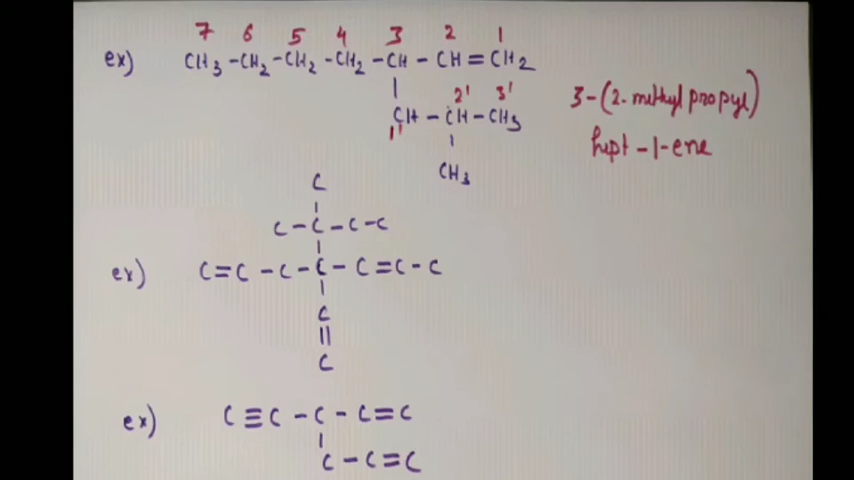 7 6 5 4 3 2 1
ex) CH3 - CH2 - CH2 - CH2 - CH - CH = CH2
|
CH - CH - CH3
1' 2' 3'
|
CH3
3-(2-methyl propyl)
hept -1-ene
C
|
C - C - C - C
|
ex) C = C - C - C - C = C - C
|
C
||
C
ex) C ≡ C - C - C = C
|
C - C = C